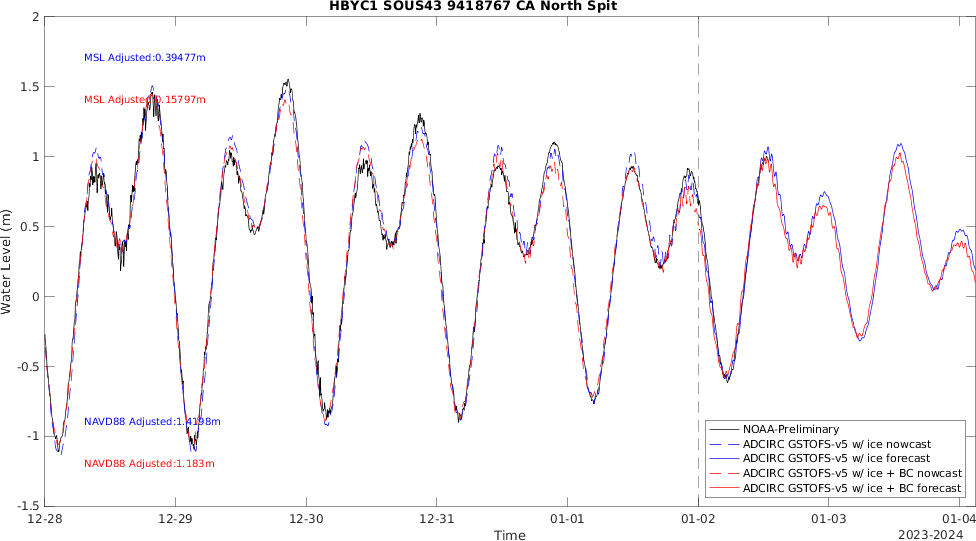 HBYC1 SOUS43 9418767 CA North Spit
Water Level (m)
2
1.5
1
0.5
0
-0.5
-1
-1.5
MSL Adjusted:0.39477m
MSL Adjusted:0.15797m
NAVD88 Adjusted:1.4198m
NAVD88 Adjusted:1.183m
NOAA-Preliminary
ADCIRC GSTOFS-v5 w/ ice nowcast
ADCIRC GSTOFS-v5 w/ ice forecast
ADCIRC GSTOFS-v5 w/ ice + BC nowcast
ADCIRC GSTOFS-v5 w/ ice + BC forecast
12-28 12-29 12-30 12-31 01-01 01-02 01-03 01-04
Time
2023-2024